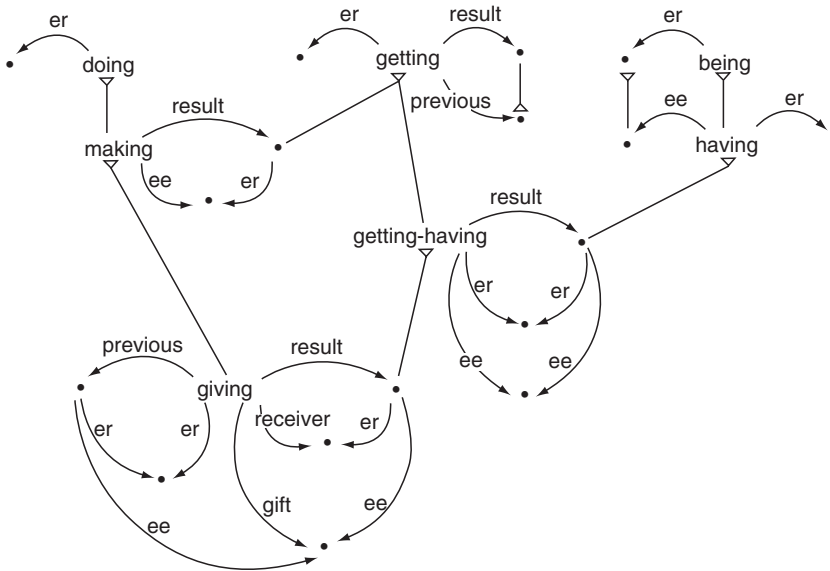 er
er
result
er
doing
getting
being
previous
result
ee
er
making
having
ee
er
result
getting-having
er
er
ee
ee
previous
result
giving
receiver
er
er
er
gift
ee
ee